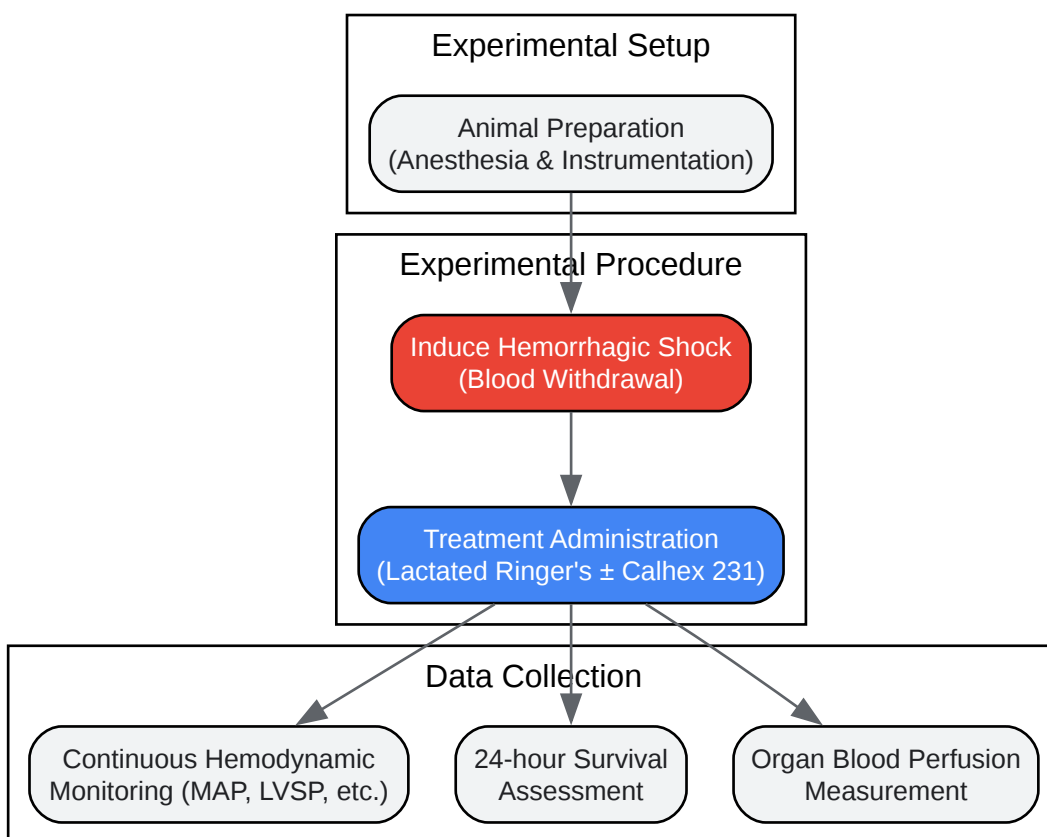 Experimental Setup
Animal Preparation
(Anesthesia & Instrumentation)
Experimental Procedure
Induce Hemorrhagic Shock
(Blood Withdrawal)
Treatment Administration
(Lactated Ringer's ± Calhex 231)
Data Collection
Continuous Hemodynamic
Monitoring (MAP, LVSP, etc.)
24-hour Survival
Assessment
Organ Blood Perfusion
Measurement